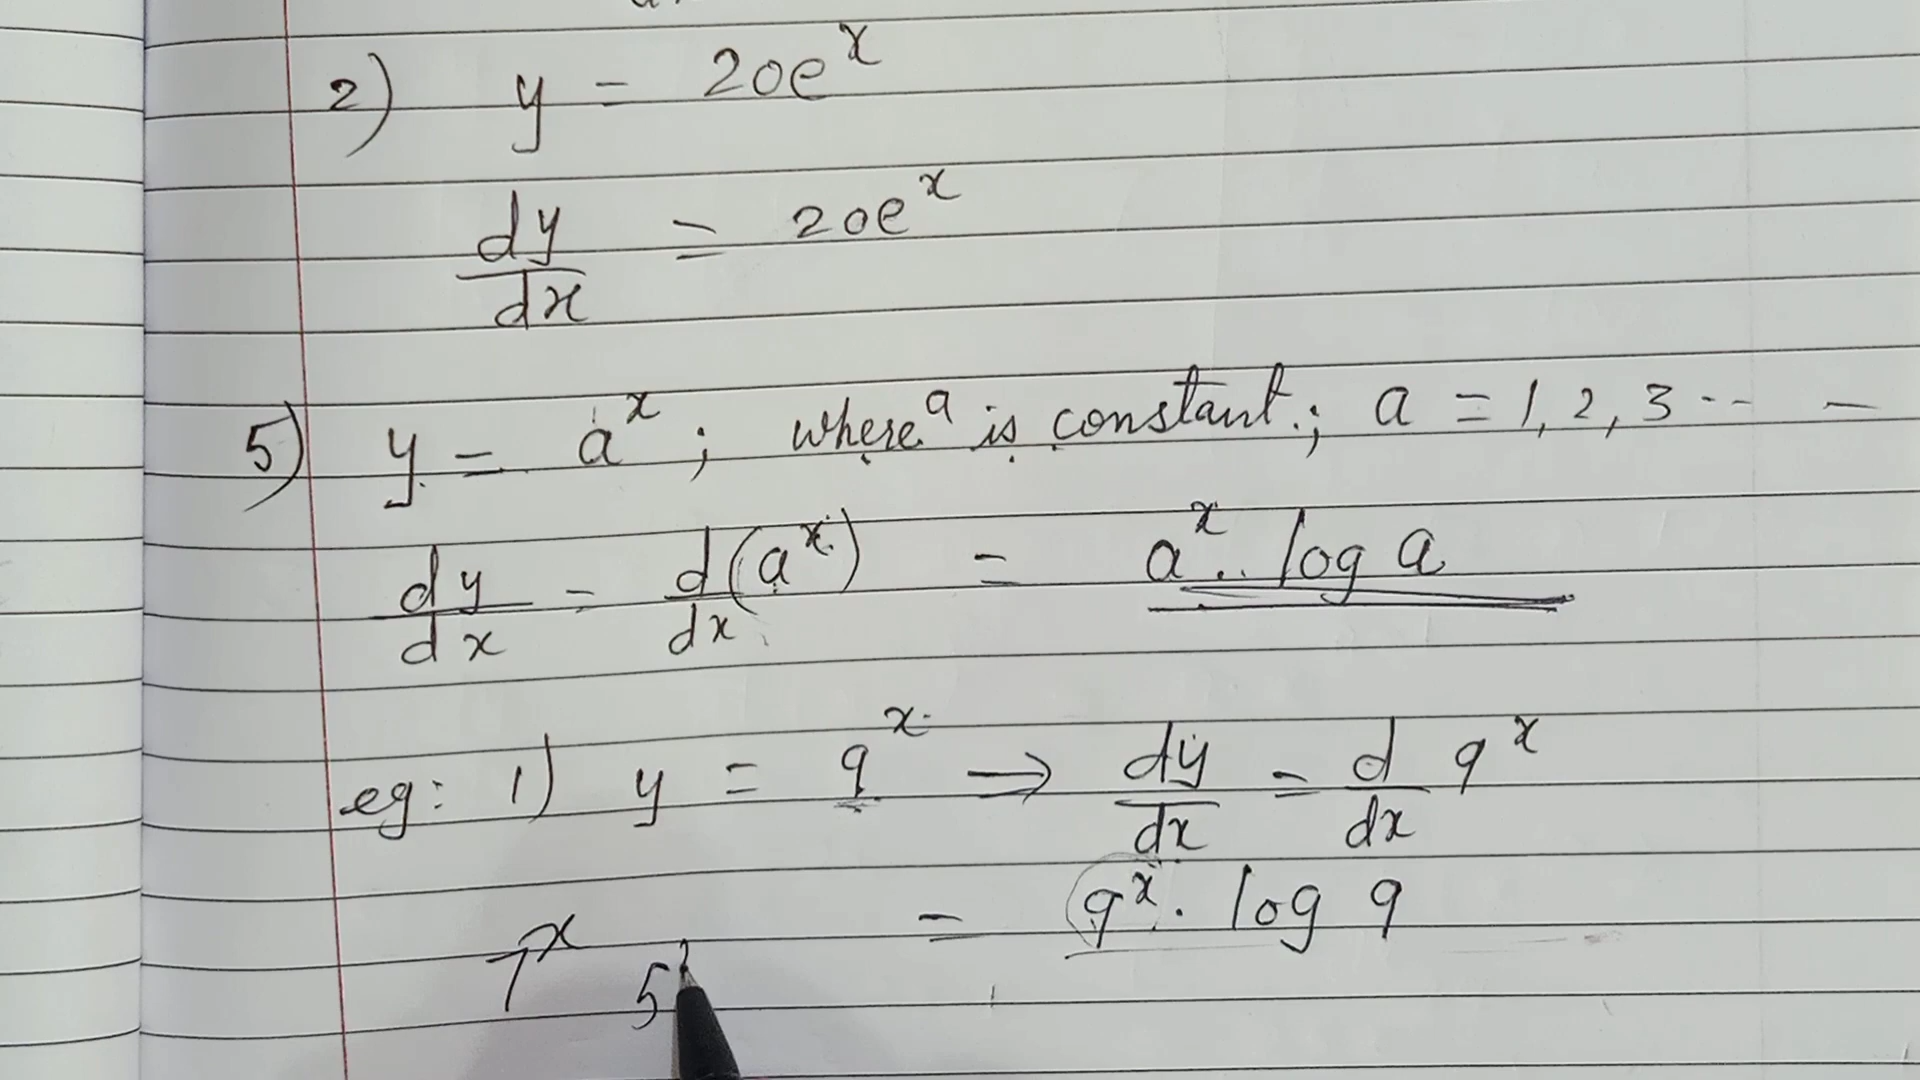 2) y = 20e^x
dy/dx = 20e^x
5) y = a^x ; where a is constant. ; a = 1, 2, 3 -- —
dy/dx = d/dx (a^x) = a^x . log a
eg: 1) y = 9^x ⟹ dy/dx = d/dx 9^x
= 9^x . log 9
7^x 5